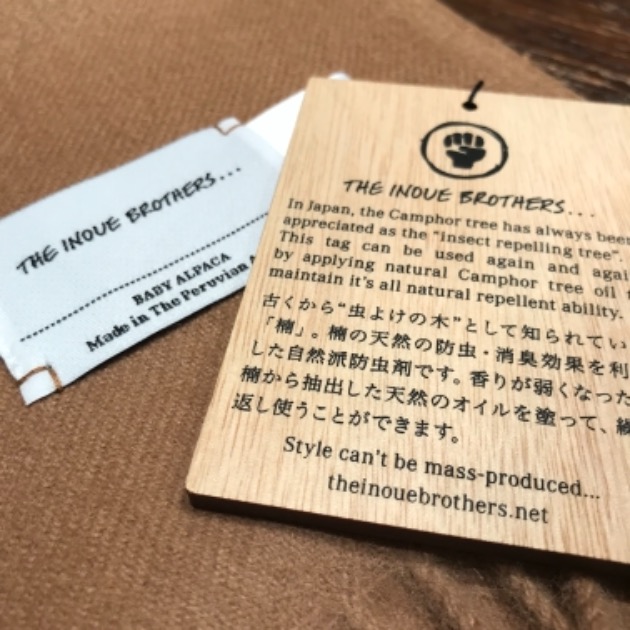 THE INOUE BROTHERS...
BABY ALPACA
Made in The Peruvian
THE INOUE BROTHERS...
In Japan, the Camphor tree has always been
appreciated as the "insect repelling tree".
This tag can be used again and again
by applying natural Camphor tree oil
maintain it's all natural repellent ability.
古くから“虫よけの木”として知られてい
「楠」。楠の天然の防虫・消臭効果を利
した自然派防虫剤です。香りが弱くなった
楠から抽出した天然のオイルを塗って、繰
返し使うことができます。
Style can't be mass-produced...
theinouebrothers.net